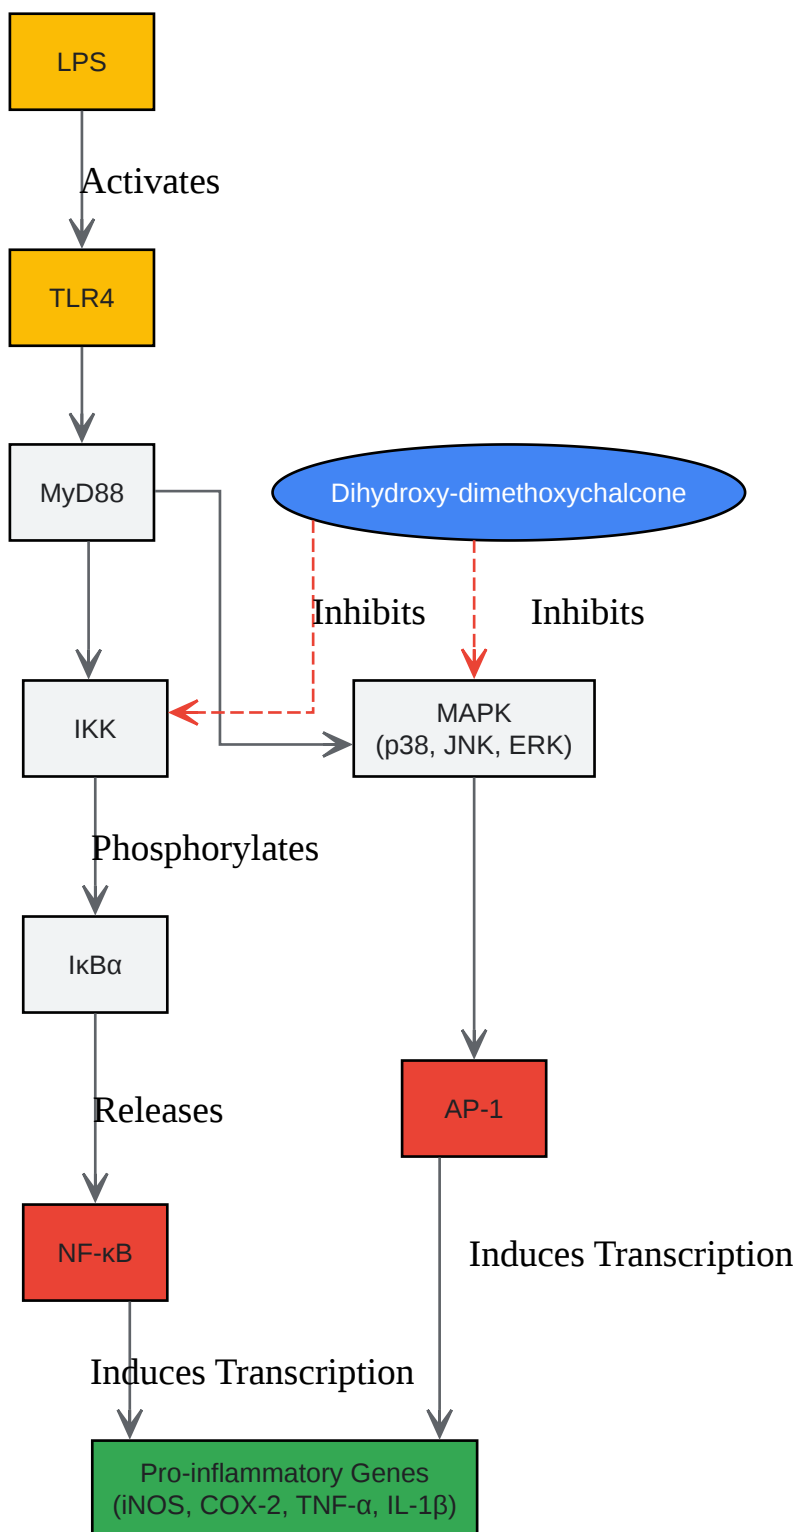 LPS
Activates
TLR4
MyD88
Dihydroxy-dimethoxychalcone
Inhibits
Inhibits
IKK
MAPK
(p38, JNK, ERK)
Phosphorylates
IκBα
Releases
AP-1
NF-κB
Induces Transcription
Induces Transcription
Pro-inflammatory Genes
(iNOS, COX-2, TNF-α, IL-1β)